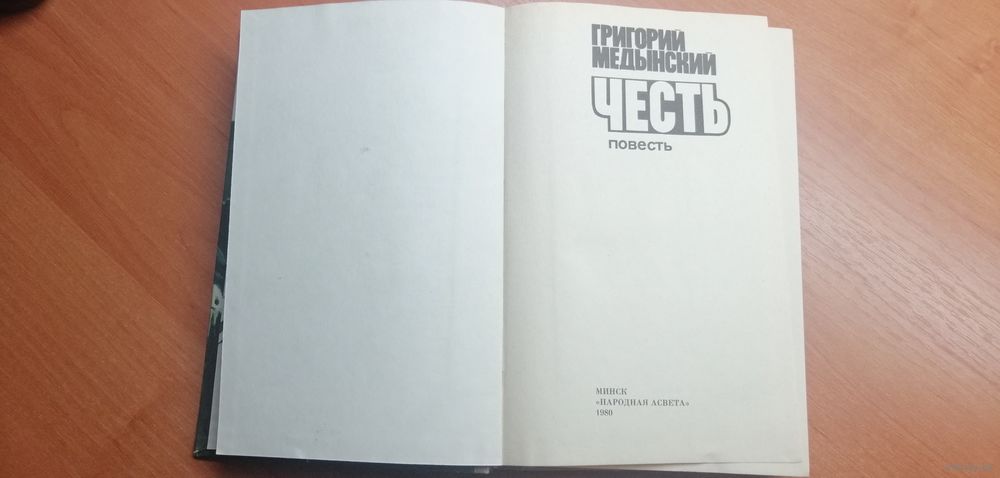 ГРИГОРИЙ
МЕДЫНСКИЙ
ЧЕСТЬ
повесть
МИНСК
«НАРОДНАЯ АСВЕТА»
1980